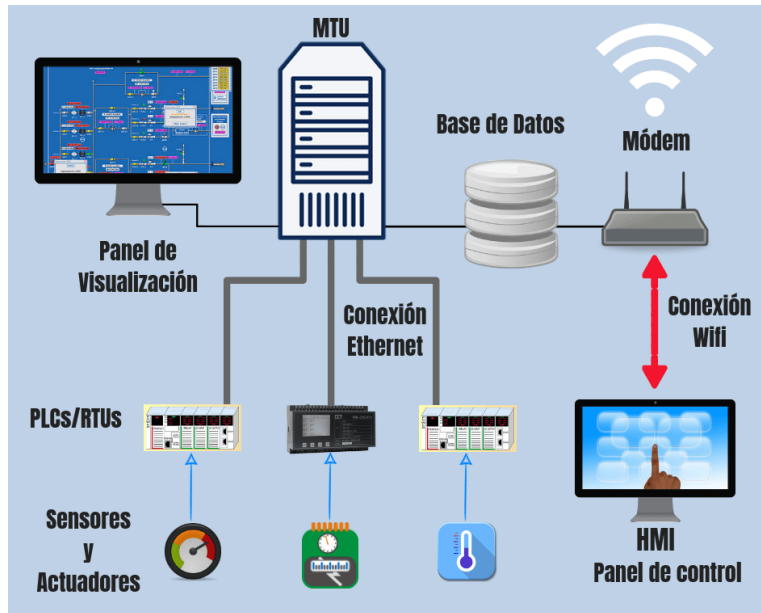 MTU
Base de Datos
Módem
Panel de
Visualización
Conexión
Ethernet
Conexión
Wifi
PLCs/RTUs
Sensores
y
Actuadores
HMI
Panel de control